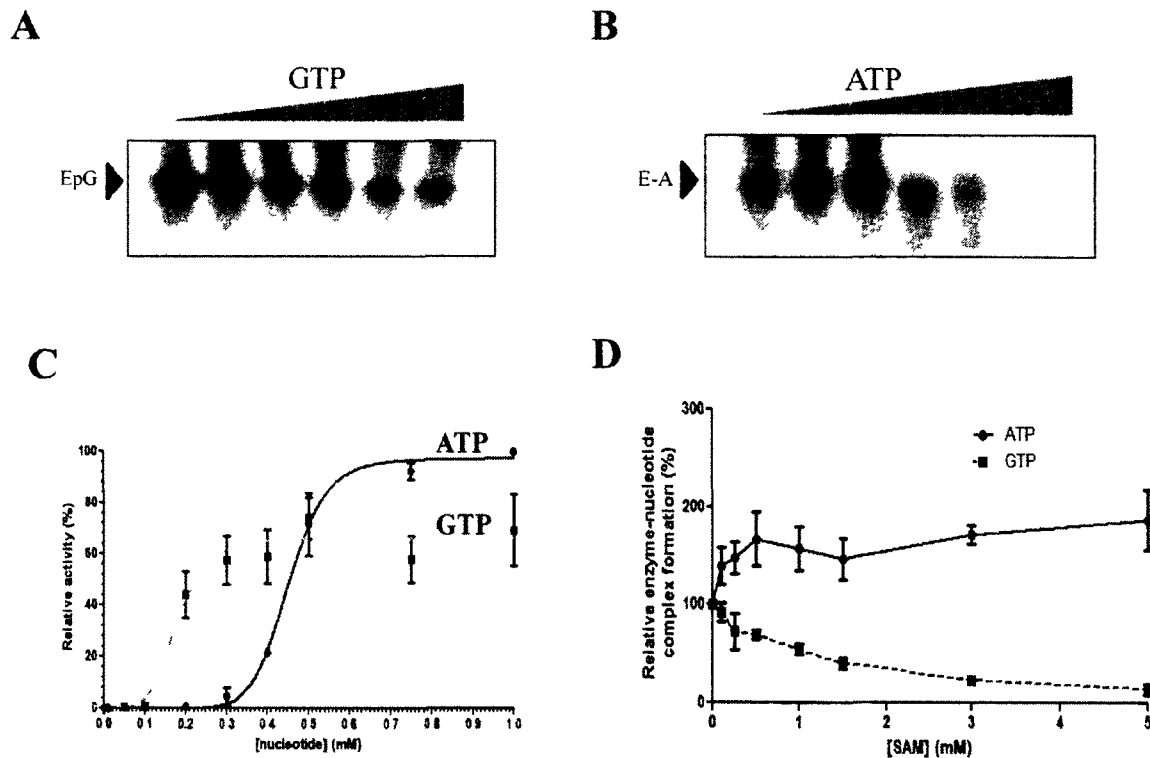 A
B
GTP
ATP
EpG
E-A
C
D
ATP
GTP
Relative activity (%)
100
80
60
40
20
0
0.0 0.1 0.2 0.3 0.4 0.5 0.6 0.7 0.8 0.9 1.0
[nucleotide] (mM)
Relative enzyme-nucleotide
complex formation (%)
300
200
100
0
ATP
GTP
0 1 2 3 4 5
[SAM] (mM)